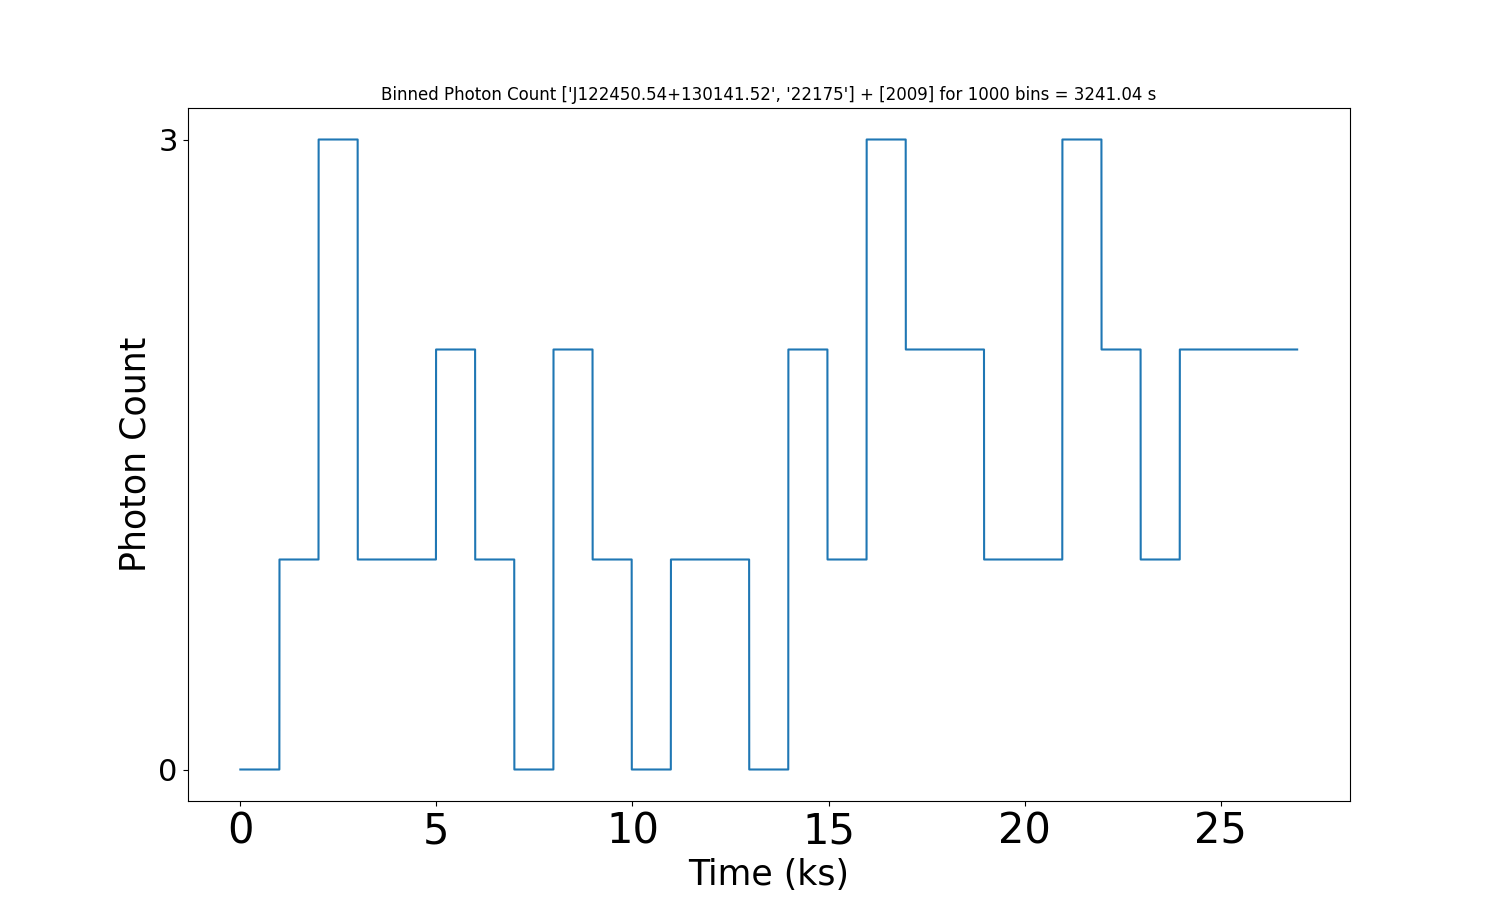 Binned Photon Count ['J122450.54+130141.52', '22175'] + [2009] for 1000 bins = 3241.04 s
3
Photon Count
0
0 5 10 15 20 25
Time (ks)